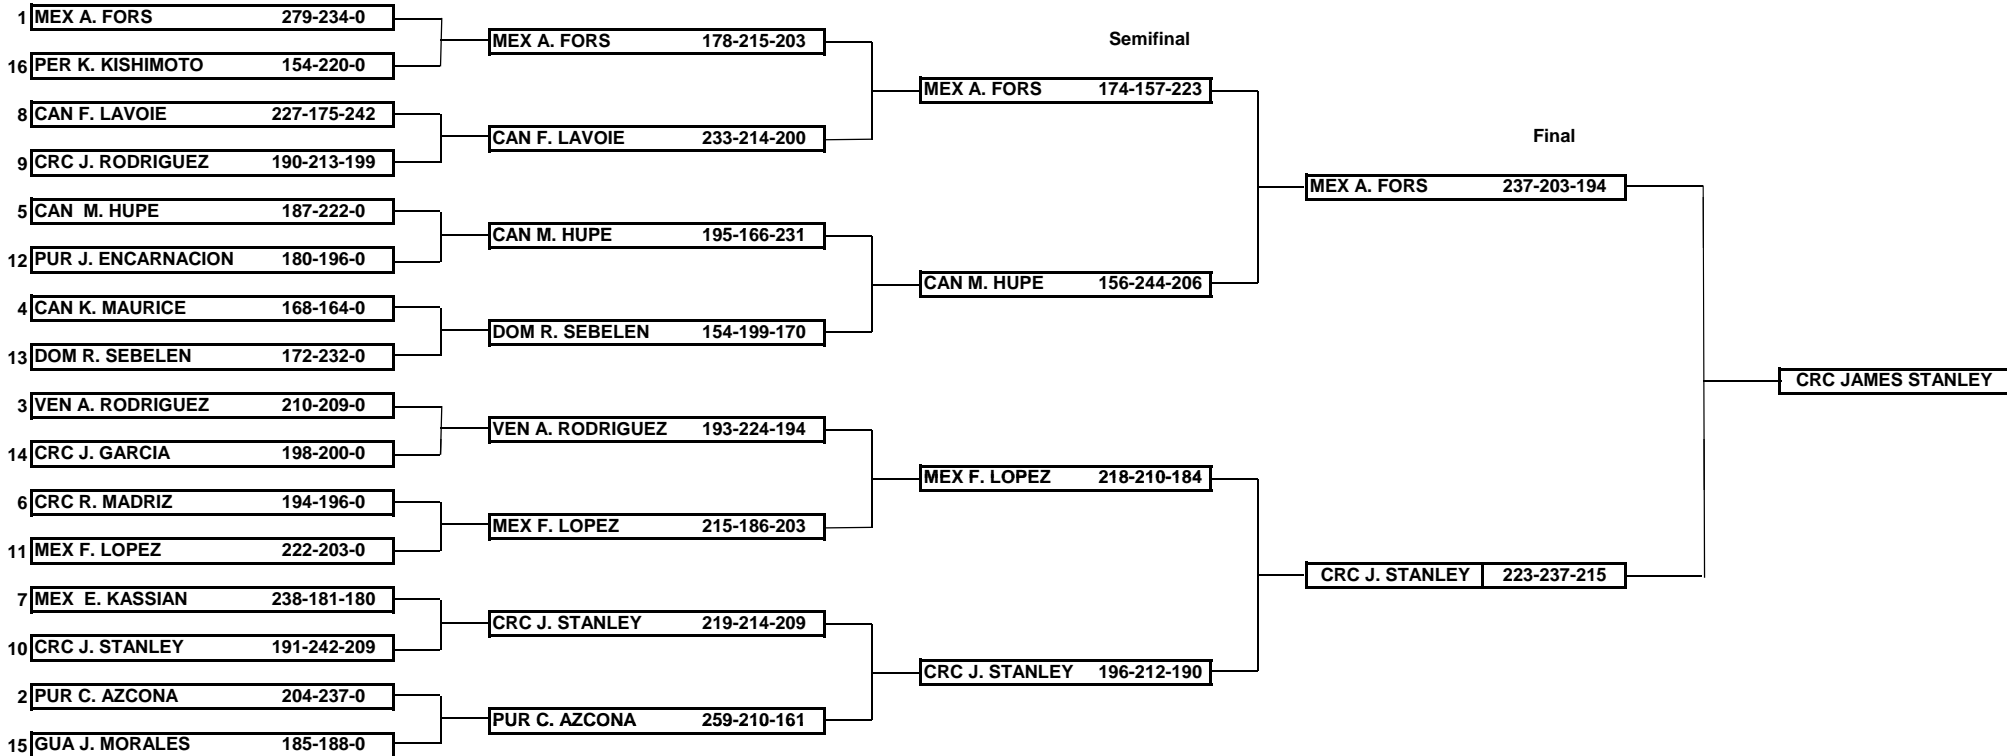 1 MEX A. FORS 279-234-0
16 PER K. KISHIMOTO 154-220-0
8 CAN F. LAVOIE 227-175-242
9 CRC J. RODRIGUEZ 190-213-199
5 CAN M. HUPE 187-222-0
12 PUR J. ENCARNACION 180-196-0
4 CAN K. MAURICE 168-164-0
13 DOM R. SEBELEN 172-232-0
3 VEN A. RODRIGUEZ 210-209-0
14 CRC J. GARCIA 198-200-0
6 CRC R. MADRIZ 194-196-0
11 MEX F. LOPEZ 222-203-0
7 MEX E. KASSIAN 238-181-180
10 CRC J. STANLEY 191-242-209
2 PUR C. AZCONA 204-237-0
15 GUA J. MORALES 185-188-0
MEX A. FORS 178-215-203
CAN F. LAVOIE 233-214-200
CAN M. HUPE 195-166-231
DOM R. SEBELEN 154-199-170
VEN A. RODRIGUEZ 193-224-194
MEX F. LOPEZ 215-186-203
CRC J. STANLEY 219-214-209
PUR C. AZCONA 259-210-161
Semifinal
MEX A. FORS 174-157-223
CAN M. HUPE 156-244-206
MEX F. LOPEZ 218-210-184
CRC J. STANLEY 196-212-190
Final
MEX A. FORS 237-203-194
CRC J. STANLEY 223-237-215
CRC JAMES STANLEY